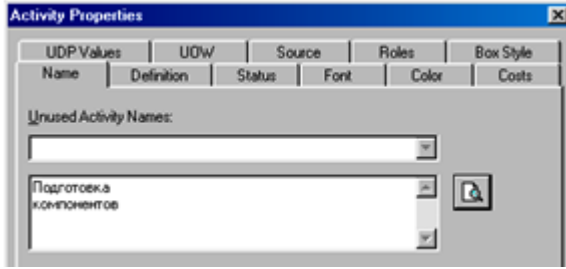 Activity Properties
UDP Values UOW Source Roles Box Style
Name Definition Status Font Color Costs
Unused Activity Names:
Подготовка
компонентов